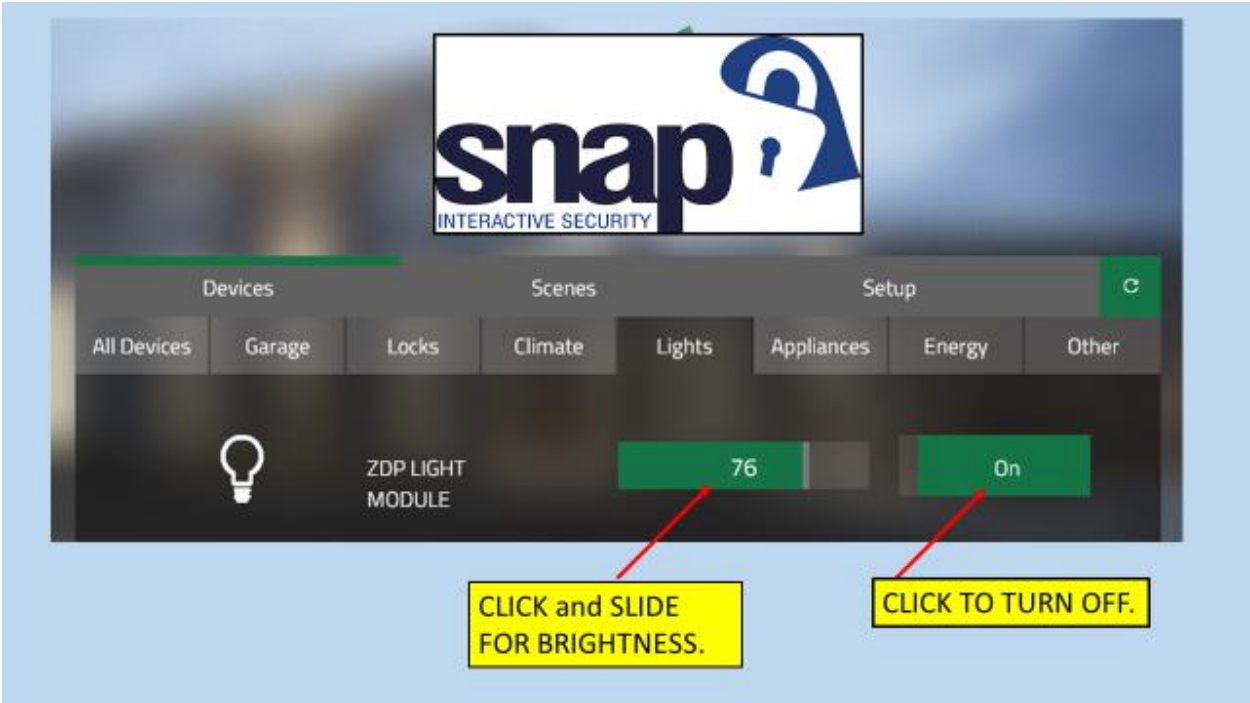 snap
INTERACTIVE SECURITY
Devices Scenes Setup
All Devices Garage Locks Climate Lights Appliances Energy Other
ZDP LIGHT
MODULE
76 On
CLICK and SLIDE
FOR BRIGHTNESS.
CLICK TO TURN OFF.